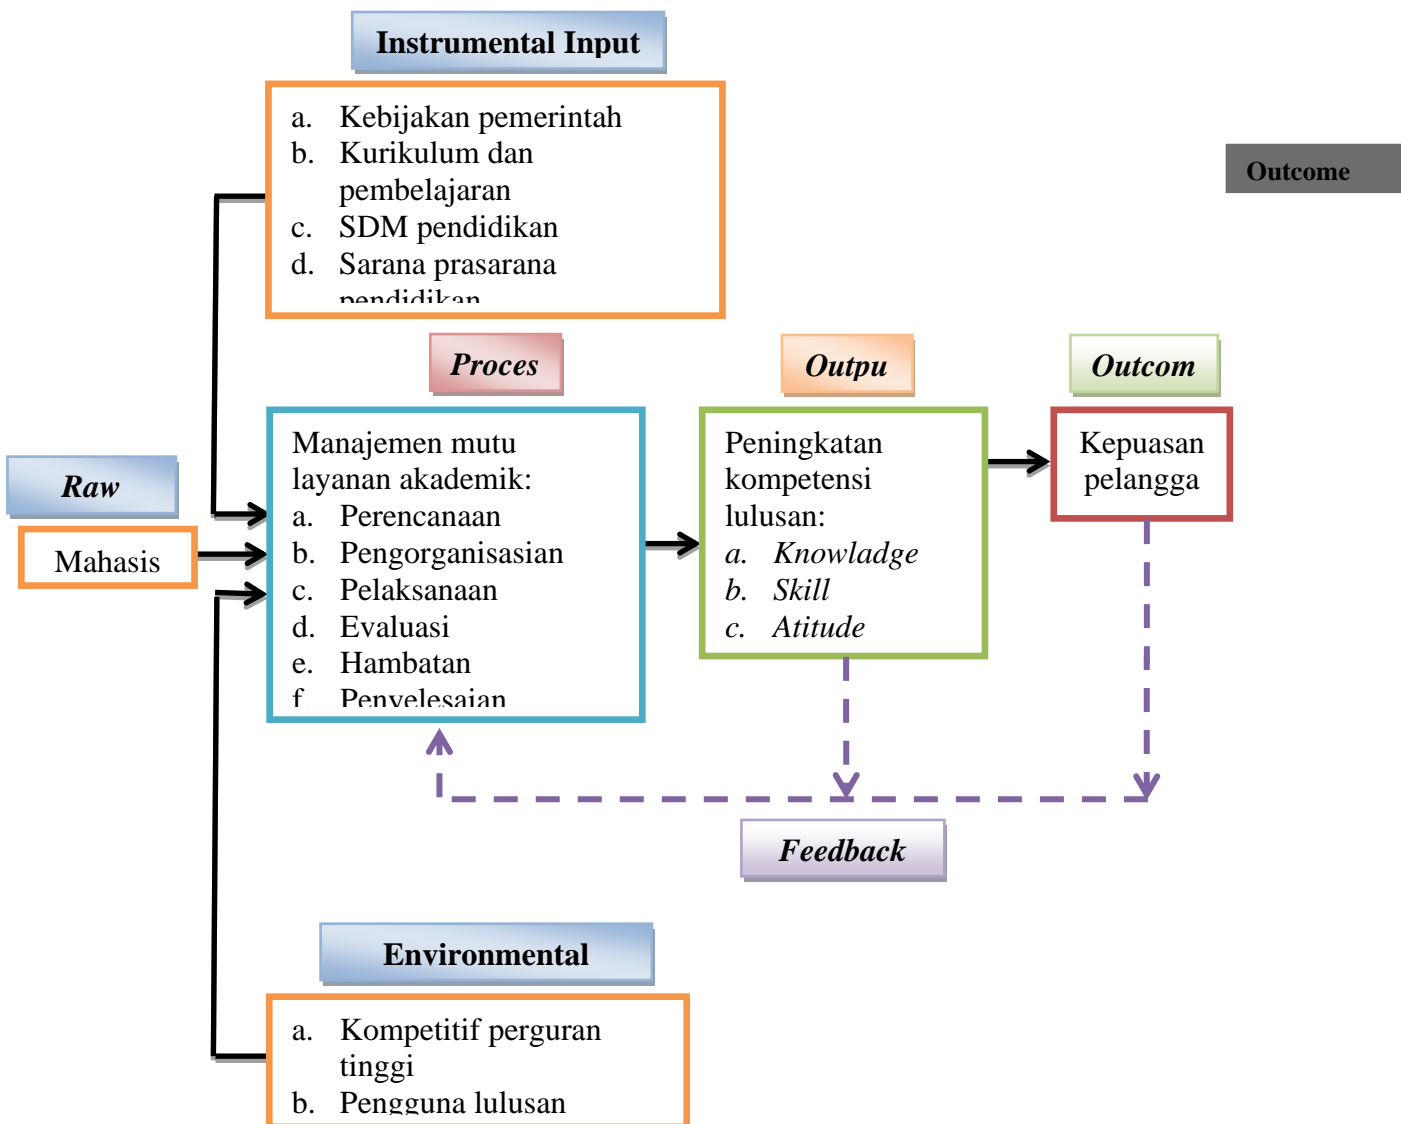 Instrumental Input
a. Kebijakan pemerintah
b. Kurikulum dan
pembelajaran
c. SDM pendidikan
d. Sarana prasarana
pendidikan
Outcome
Proces
Outpu
Outcom
Raw
Mahasis
Manajemen mutu
layanan akademik:
a. Perencanaan
b. Pengorganisasian
c. Pelaksanaan
d. Evaluasi
e. Hambatan
f. Penyelesaian
Peningkatan
kompetensi
lulusan:
a. Knowladge
b. Skill
c. Atitude
Kepuasan
pelangga
Feedback
Environmental
a. Kompetitif perguran
tinggi
b. Pengguna lulusan